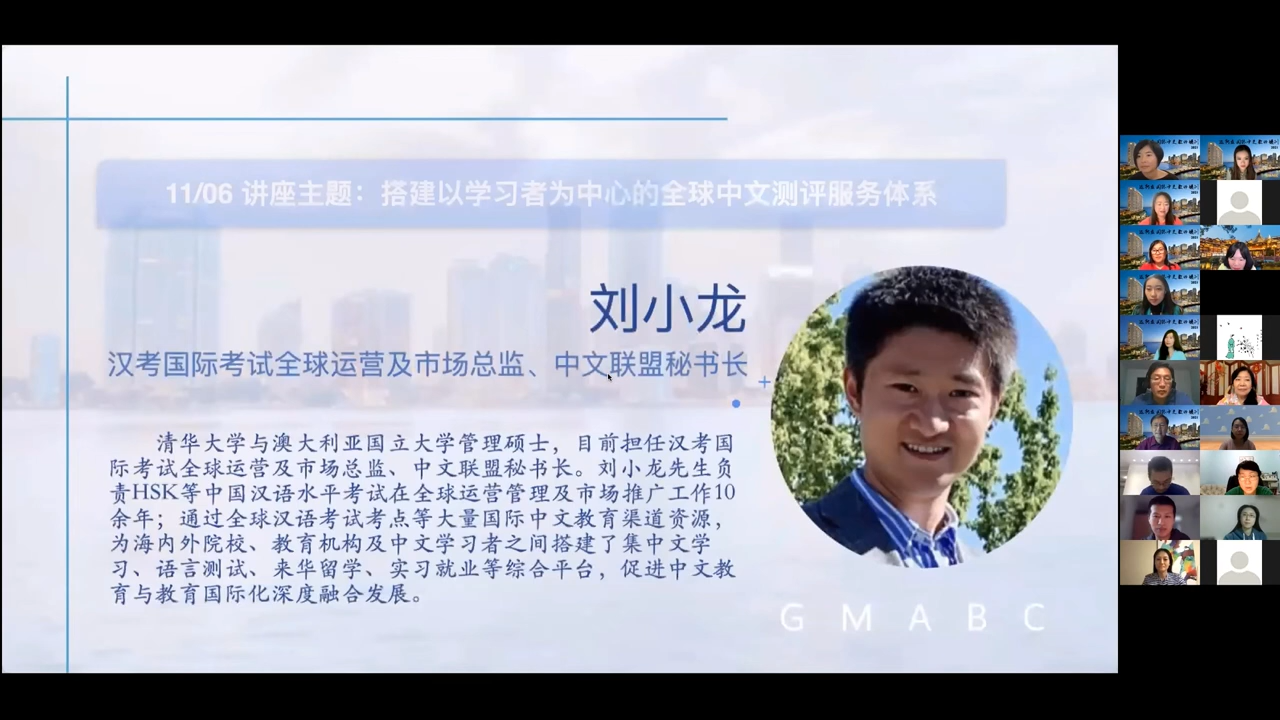 11/06 讲座主题：搭建以学习者为中心的全球中文测评服务体系
刘小龙
汉考国际考试全球运营及市场总监、中文联盟秘书长
清华大学与澳大利亚国立大学管理硕士，目前担任汉考国
际考试全球运营及市场总监、中文联盟秘书长。刘小龙先生负
责HSK等中国汉语水平考试在全球运营管理及市场推广工作10
余年；通过全球汉语考试考点等大量国际中文教育渠道资源，
为海内外院校、教育机构及中文学习者之间搭建了集中文学
习、语言测试、来华留学、实习就业等综合平台，促进中文教
育与教育国际化深度融合发展。
GMABC